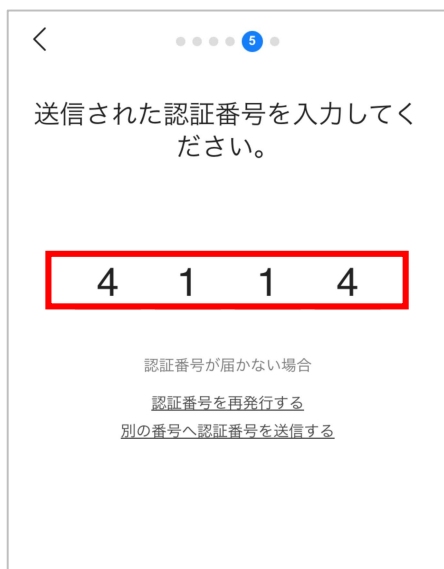 5
送信された認証番号を入力してく
ださい。
4 1 1 4
認証番号が届かない場合
認証番号を再発行する
別の番号へ認証番号を送信する